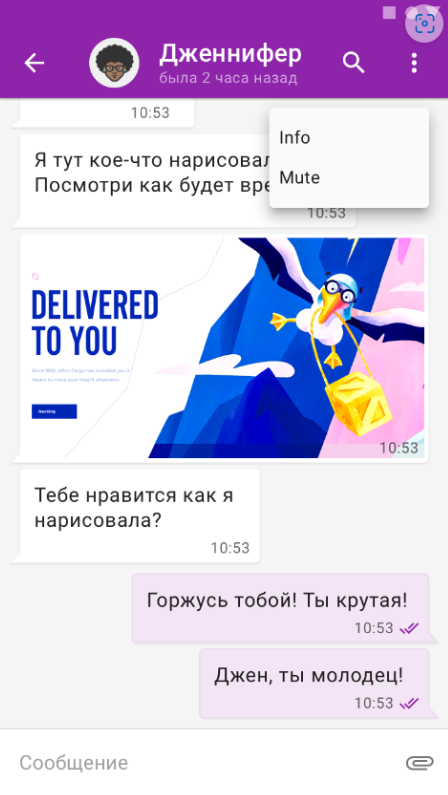 Дженнифер
была 2 часа назад
10:53
Info
Mute
Я тут кое-что нарисовал
Посмотри как будет вре
10:53
DELIVERED
TO YOU
10:53
Тебе нравится как я
нарисовала?
10:53
Горжусь тобой! Ты крутая!
10:53
Джен, ты молодец!
10:53
Сообщение